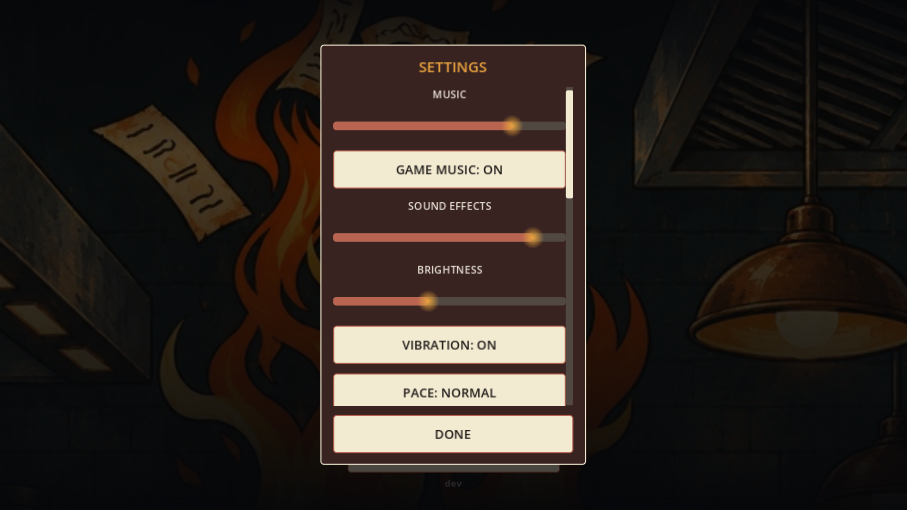 SETTINGS
MUSIC
GAME MUSIC: ON
SOUND EFFECTS
BRIGHTNESS
VIBRATION: ON
PACE: NORMAL
DONE
dev